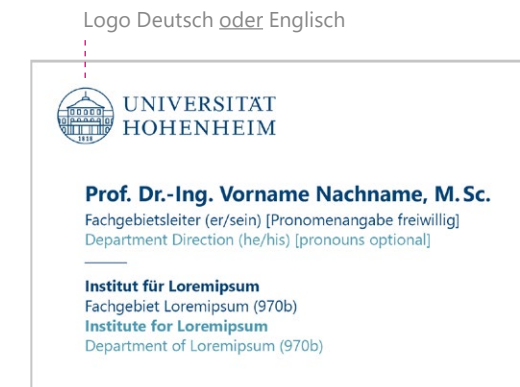 Logo Deutsch oder Englisch
UNIVERSITÄT
HOHENHEIM
1818
Prof. Dr.-Ing. Vorname Nachname, M. Sc.
Fachgebietsleiter (er/sein) [Pronomenangabe freiwillig]
Department Direction (he/his) [pronouns optional]
Institut für Loremipsum
Fachgebiet Loremipsum (970b)
Institute for Loremipsum
Department of Loremipsum (970b)